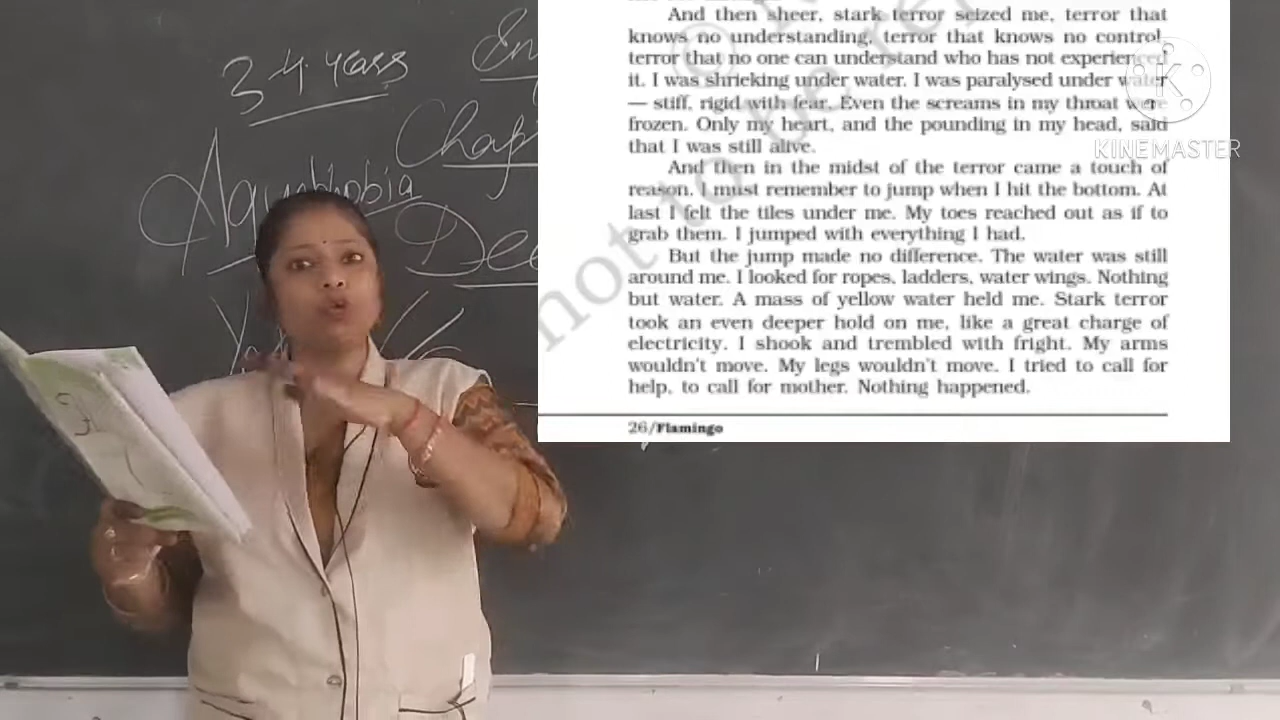 3 4 years
Chap
Dee
And then sheer, stark terror seized me, terror that
knows no understanding, terror that knows no control,
terror that no one can understand who has not experienced
it. I was shrieking under water. I was paralysed under water
— stiff, rigid with fear. Even the screams in my throat were
frozen. Only my heart, and the pounding in my head, said
that I was still alive.
And then in the midst of the terror came a touch of
reason. I must remember to jump when I hit the bottom. At
last I felt the tiles under me. My toes reached out as if to
grab them. I jumped with everything I had.
But the jump made no difference. The water was still
around me. I looked for ropes, ladders, water wings. Nothing
but water. A mass of yellow water held me. Stark terror
took an even deeper hold on me, like a great charge of
electricity. I shook and trembled with fright. My arms
wouldn't move. My legs wouldn't move. I tried to call for
help, to call for mother. Nothing happened.
26/Flamingo
not to be re
KINEMASTER